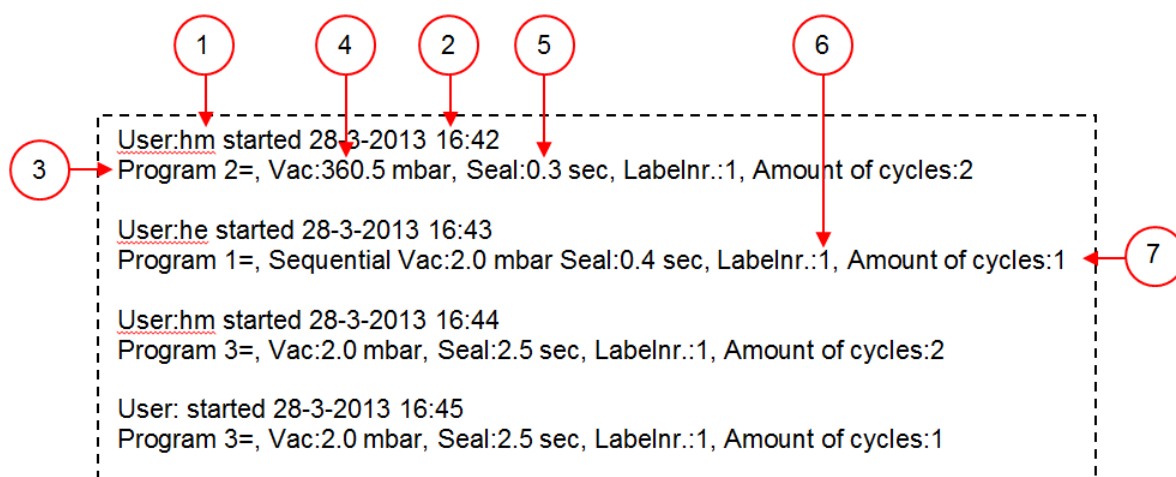 1 4 2 5 6
User:hm started 28-3-2013 16:42
3 Program 2=, Vac:360.5 mbar, Seal:0.3 sec, Labelnr.:1, Amount of cycles:2
User:he started 28-3-2013 16:43
Program 1=, Sequential Vac:2.0 mbar Seal:0.4 sec, Labelnr.:1, Amount of cycles:1 7
User:hm started 28-3-2013 16:44
Program 3=, Vac:2.0 mbar, Seal:2.5 sec, Labelnr.:1, Amount of cycles:2
User: started 28-3-2013 16:45
Program 3=, Vac:2.0 mbar, Seal:2.5 sec, Labelnr.:1, Amount of cycles:1